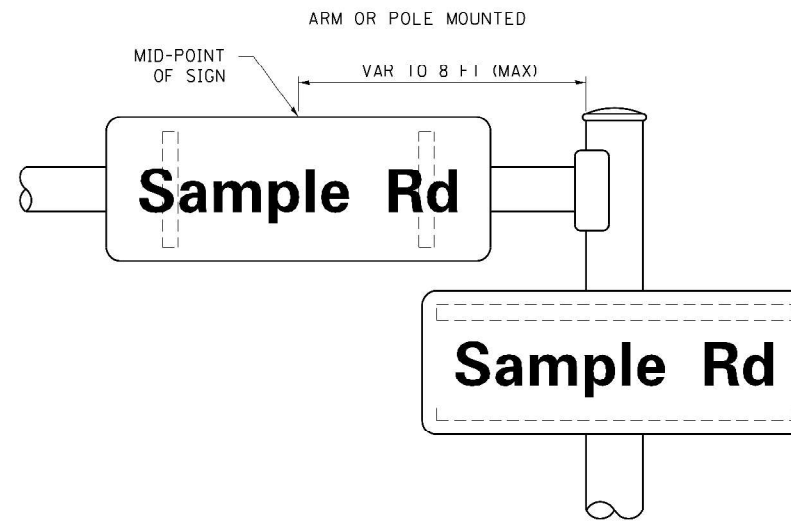 ARM OR POLE MOUNTED
MID-POINT
OF SIGN
VAR TO 8 FT (MAX)
Sample Rd
Sample Rd